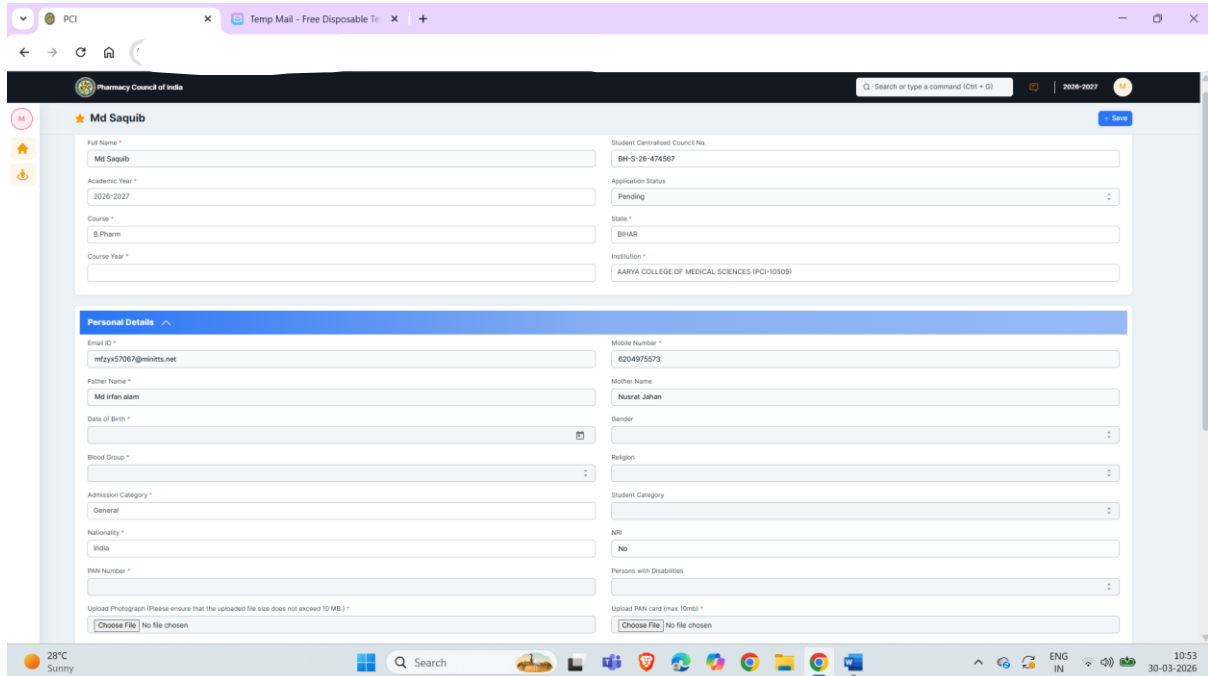 PCI
Temp Mail - Free Disposable Te
Pharmacy Council of India
Search or type a command (Ctrl + G)
2026-2027
M
M
Md Saquib
Save
Full Name *
Student Centralised Council No.
Md Saquib
BH-S-26-474567
Academic Year *
Application Status
2026-2027
Pending
Course *
State *
B.Pharm
BIHAR
Course Year *
Institution *
AARYA COLLEGE OF MEDICAL SCIENCES (PCI-10509)
Personal Details
Email ID *
Mobile Number *
mfzyx57067@minitts.net
6204975573
Father Name *
Mother Name
Md irfan alam
Nusrat Jahan
Date of Birth *
Gender
Blood Group *
Religion
Admission Category *
Student Category
General
Nationality *
NRI
India
No
PAN Number *
Persons with Disabilities
Upload Photograph (Please ensure that the uploaded file size does not exceed 10 MB.) *
Upload PAN card (max 10mb) *
Choose File No file chosen
Choose File No file chosen
28°C
Sunny
Search
ENG
IN
10:53
30-03-2026